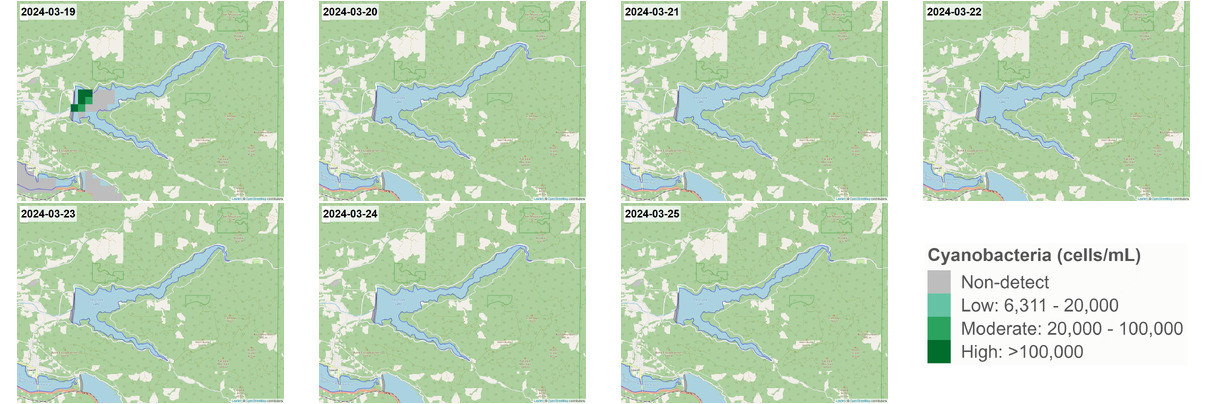 2024-03-19
2024-03-20
2024-03-21
2024-03-22
2024-03-23
2024-03-24
2024-03-25
Cyanobacteria (cells/mL)
Non-detect
Low: 6,311 - 20,000
Moderate: 20,000 - 100,000
High: >100,000